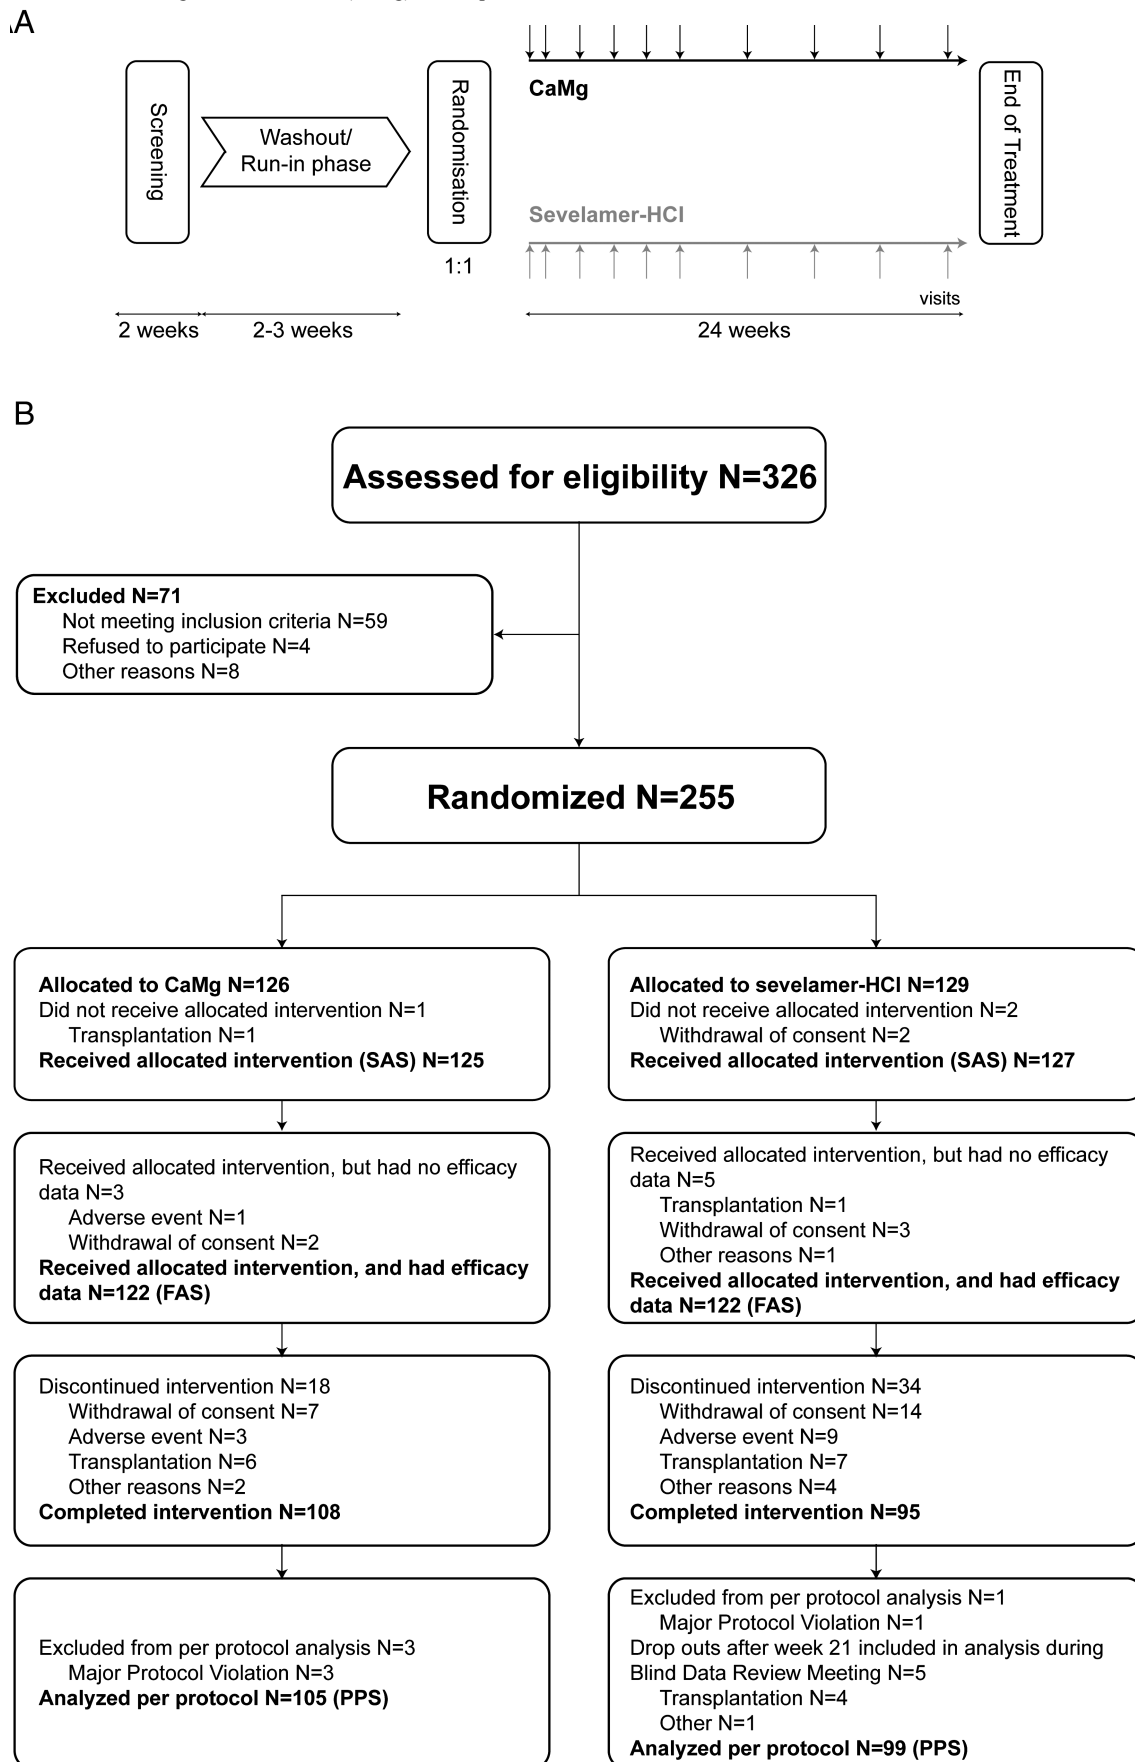 A
CaMg
Screening
Washout/
Run-in phase
Randomisation
End of Treatment
Sevelamer-HCl
1:1
visits
2 weeks
2-3 weeks
24 weeks
B
Assessed for eligibility N=326
Excluded N=71
Not meeting inclusion criteria N=59
Refused to participate N=4
Other reasons N=8
Randomized N=255
Allocated to CaMg N=126
Did not receive allocated intervention N=1
Transplantation N=1
Received allocated intervention (SAS) N=125
Allocated to sevelamer-HCl N=129
Did not receive allocated intervention N=2
Withdrawal of consent N=2
Received allocated intervention (SAS) N=127
Received allocated intervention, but had no efficacy
data N=3
Adverse event N=1
Withdrawal of consent N=2
Received allocated intervention, and had efficacy
data N=122 (FAS)
Received allocated intervention, but had no efficacy
data N=5
Transplantation N=1
Withdrawal of consent N=3
Other reasons N=1
Received allocated intervention, and had efficacy
data N=122 (FAS)
Discontinued intervention N=18
Withdrawal of consent N=7
Adverse event N=3
Transplantation N=6
Other reasons N=2
Completed intervention N=108
Discontinued intervention N=34
Withdrawal of consent N=14
Adverse event N=9
Transplantation N=7
Other reasons N=4
Completed intervention N=95
Excluded from per protocol analysis N=3
Major Protocol Violation N=3
Analyzed per protocol N=105 (PPS)
Excluded from per protocol analysis N=1
Major Protocol Violation N=1
Drop outs after week 21 included in analysis during
Blind Data Review Meeting N=5
Transplantation N=4
Other N=1
Analyzed per protocol N=99 (PPS)